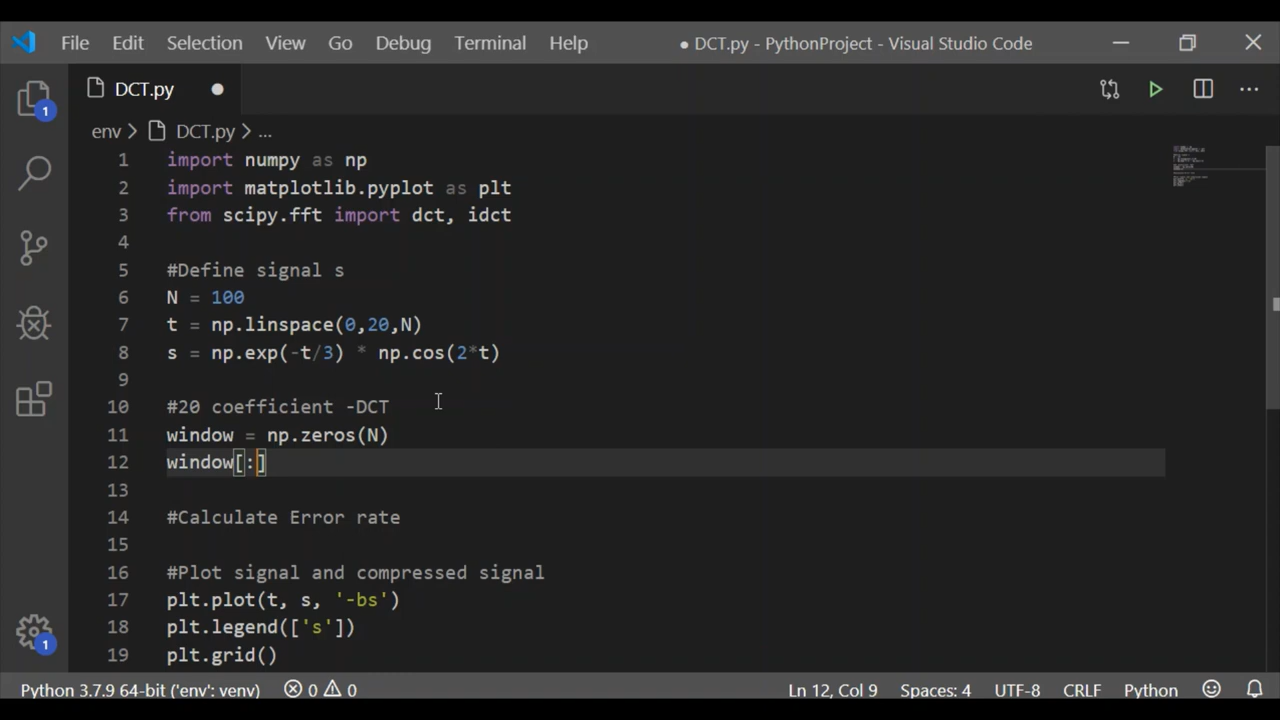 File Edit Selection View Go Debug Terminal Help ● DCT.py - PythonProject - Visual Studio Code
DCT.py
env > DCT.py > ...
1 import numpy as np
2 import matplotlib.pyplot as plt
3 from scipy.fft import dct, idct
4
5 #Define signal s
6 N = 100
7 t = np.linspace(0,20,N)
8 s = np.exp(-t/3) * np.cos(2*t)
9
10 #20 coefficient -DCT
11 window = np.zeros(N)
12 window[:]
13
14 #Calculate Error rate
15
16 #Plot signal and compressed signal
17 plt.plot(t, s, '-bs')
18 plt.legend(['s'])
19 plt.grid()
1
1
Python 3.7.9 64-bit ('env': venv) 0 0 Ln 12, Col 9 Spaces: 4 UTF-8 CRLF Python